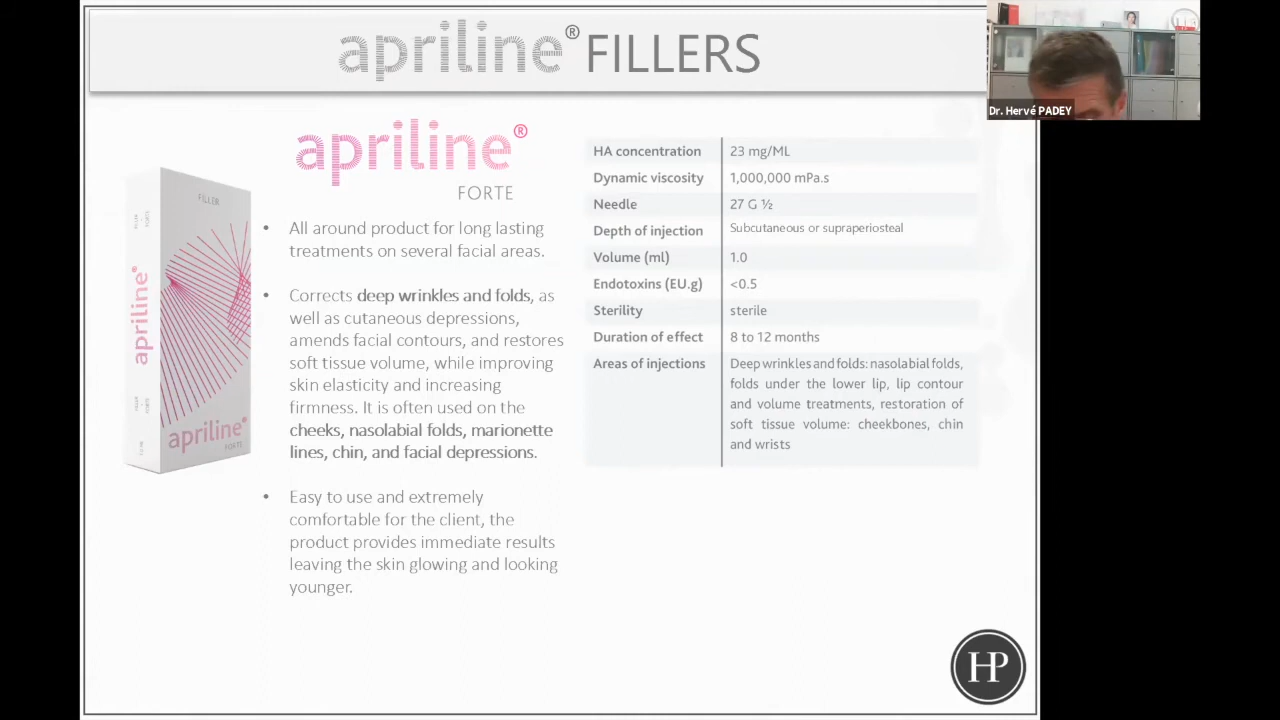 apriline® FILLERS
Dr. Hervé PADEY
apriline®
FORTE
FILLER
apriline®
apriline®
FORTE
• All around product for long lasting
treatments on several facial areas.
• Corrects deep wrinkles and folds, as
well as cutaneous depressions,
amends facial contours, and restores
soft tissue volume, while improving
skin elasticity and increasing
firmness. It is often used on the
cheeks, nasolabial folds, marionette
lines, chin, and facial depressions.
• Easy to use and extremely
comfortable for the client, the
product provides immediate results
leaving the skin glowing and looking
younger.
HA concentration 23 mg/ML
Dynamic viscosity 1,000,000 mPa.s
Needle 27 G ½
Depth of injection Subcutaneous or supraperiosteal
Volume (ml) 1.0
Endotoxins (EU.g) <0.5
Sterility sterile
Duration of effect 8 to 12 months
Areas of injections Deep wrinkles and folds: nasolabial folds,
folds under the lower lip, lip contour
and volume treatments, restoration of
soft tissue volume: cheekbones, chin
and wrists
HP